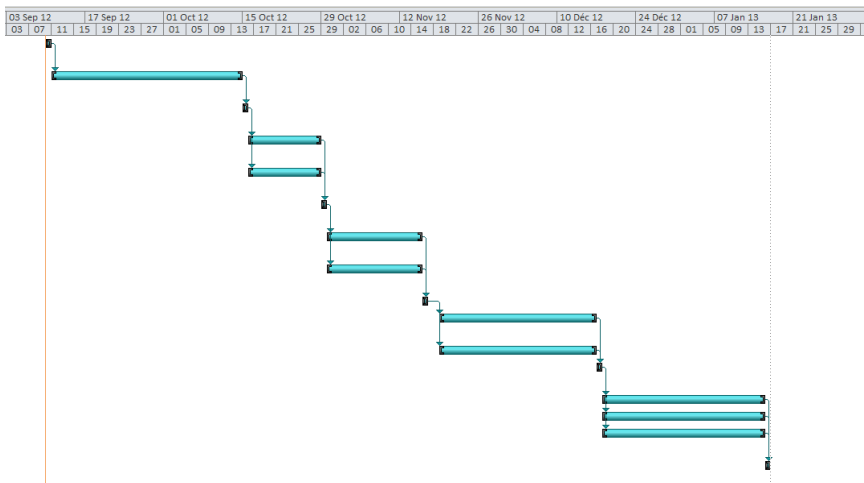 03 Sep 12 17 Sep 12 01 Oct 12 15 Oct 12 29 Oct 12 12 Nov 12 26 Nov 12 10 Déc 12 24 Déc 12 07 Jan 13 21 Jan 13
03 07 11 15 19 23 27 01 05 09 13 17 21 25 29 02 06 10 14 18 22 26 30 04 08 12 16 20 24 28 01 05 09 13 17 21 25 29